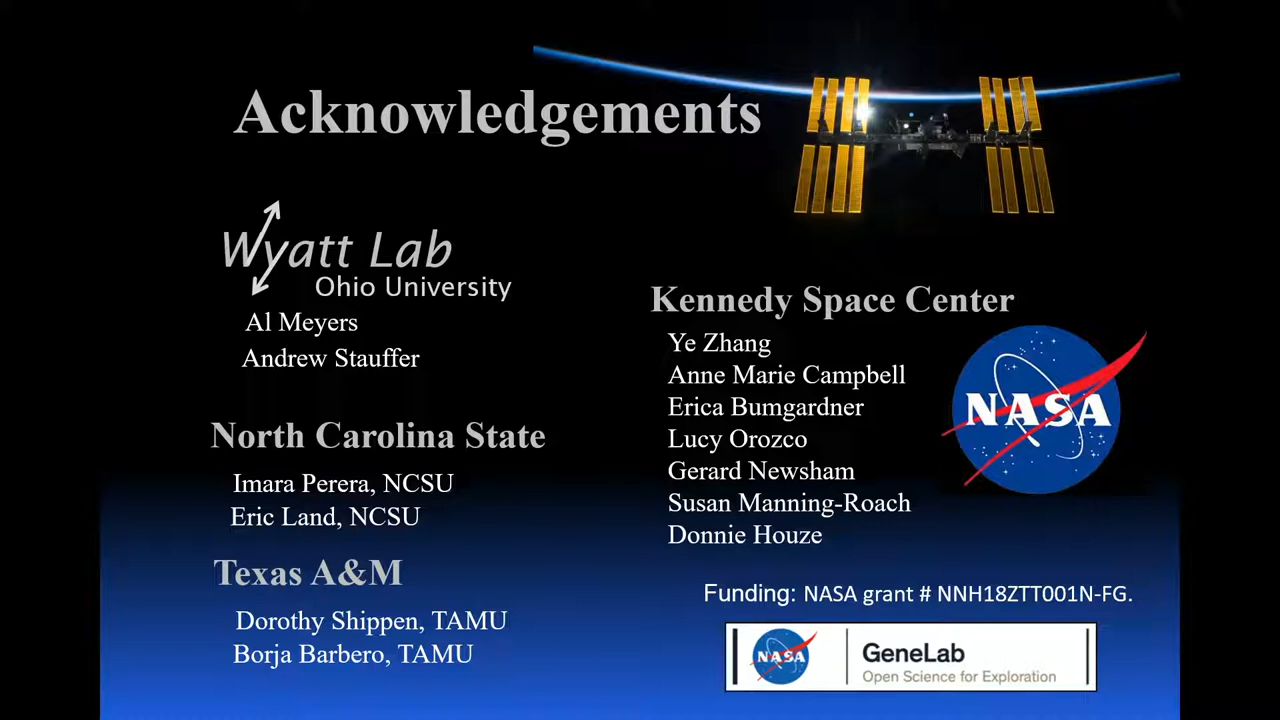 Acknowledgements
Wyatt Lab
Ohio University
Al Meyers
Andrew Stauffer
North Carolina State
Imara Perera, NCSU
Eric Land, NCSU
Texas A&M
Dorothy Shippen, TAMU
Borja Barbero, TAMU
Kennedy Space Center
Ye Zhang
Anne Marie Campbell
Erica Bumgardner
Lucy Orozco
Gerard Newsham
Susan Manning-Roach
Donnie Houze
NASA
Funding: NASA grant # NNH18ZTT001N-FG.
NASA
GeneLab
Open Science for Exploration